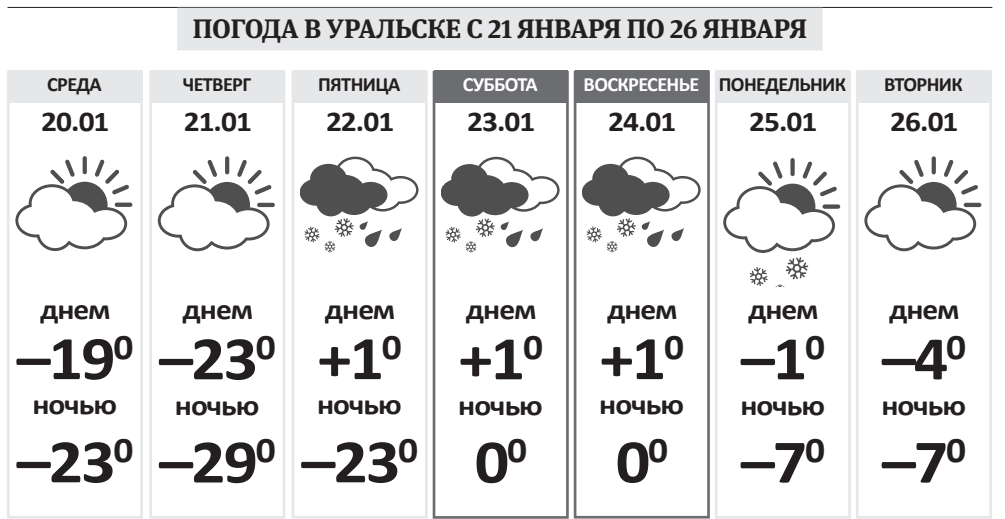 ПОГОДА В УРАЛЬСКЕ С 21 ЯНВАРЯ ПО 26 ЯНВАРЯ
СРЕДА
20.01
днем
–19⁰
ночью
–23⁰
ЧЕТВЕРГ
21.01
днем
–23⁰
ночью
–29⁰
ПЯТНИЦА
22.01
днем
+1⁰
ночью
–23⁰
СУББОТА
23.01
днем
+1⁰
ночью
0⁰
ВОСКРЕСЕНЬЕ
24.01
днем
+1⁰
ночью
0⁰
ПОНЕДЕЛЬНИК
25.01
днем
–1⁰
ночью
–7⁰
ВТОРНИК
26.01
днем
–4⁰
ночью
–7⁰